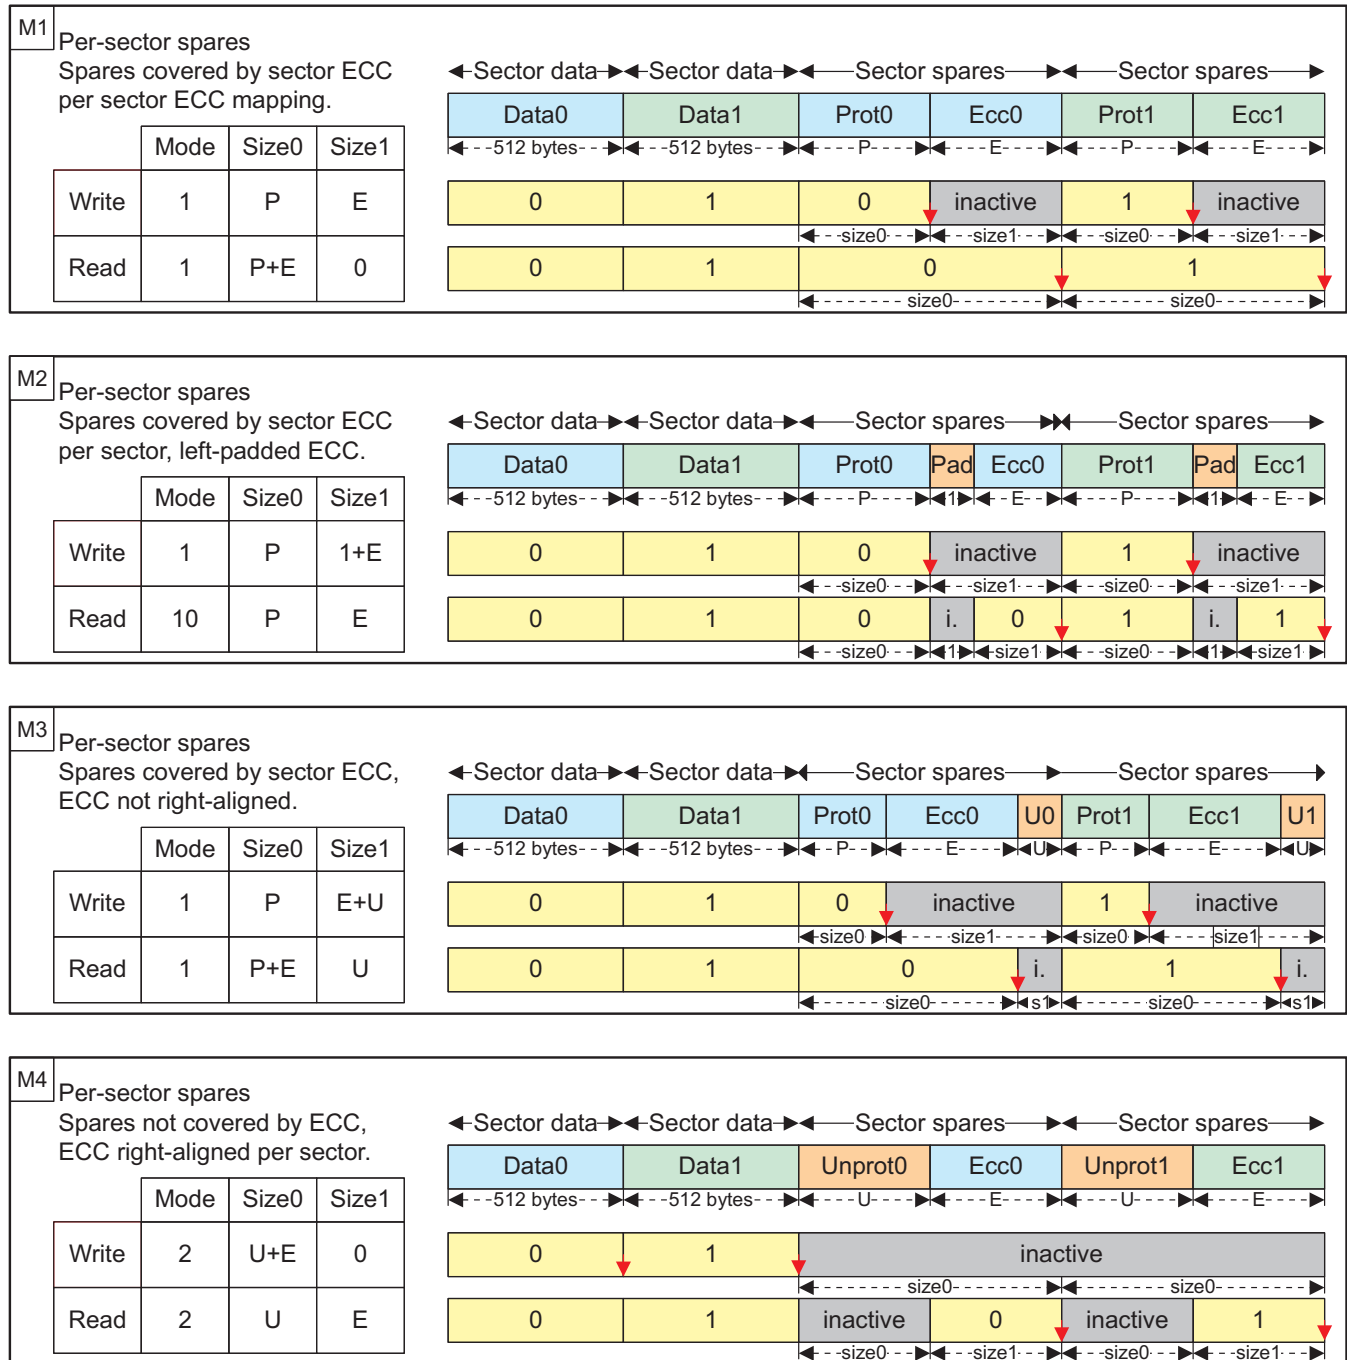 M1
Per-sector spares
Spares covered by sector ECC
per sector ECC mapping.
Mode Size0 Size1
Write 1 P E
Read 1 P+E 0
Sector data Sector data Sector spares Sector spares
Data0 Data1 Prot0 Ecc0 Prot1 Ecc1
512 bytes 512 bytes P E P E
0 1 0 inactive 1 inactive
size0 size1 size0 size1
0 1 0 1
size0 size0
M2
Per-sector spares
Spares covered by sector ECC
per sector, left-padded ECC.
Mode Size0 Size1
Write 1 P 1+E
Read 10 P E
Sector data Sector data Sector spares Sector spares
Data0 Data1 Prot0 Pad Ecc0 Prot1 Pad Ecc1
512 bytes 512 bytes P 1 E P 1 E
0 1 0 inactive 1 inactive
size0 size1 size0 size1
0 1 0 i. 0 1 i. 1
size0 1 size1 size0 1 size1
M3
Per-sector spares
Spares covered by sector ECC,
ECC not right-aligned.
Mode Size0 Size1
Write 1 P E+U
Read 1 P+E U
Sector data Sector data Sector spares Sector spares
Data0 Data1 Prot0 Ecc0 U0 Prot1 Ecc1 U1
512 bytes 512 bytes P E U P E U
0 1 0 inactive 1 inactive
size0 size1 size0 size1
0 1 0 i. 1 i.
size0 s1 size0 s1
M4
Per-sector spares
Spares not covered by ECC,
ECC right-aligned per sector.
Mode Size0 Size1
Write 2 U+E 0
Read 2 U E
Sector data Sector data Sector spares Sector spares
Data0 Data1 Unprot0 Ecc0 Unprot1 Ecc1
512 bytes 512 bytes U E U E
0 1 inactive
size0 size0
0 1 inactive 0 inactive 1
size0 size1 size0 size1